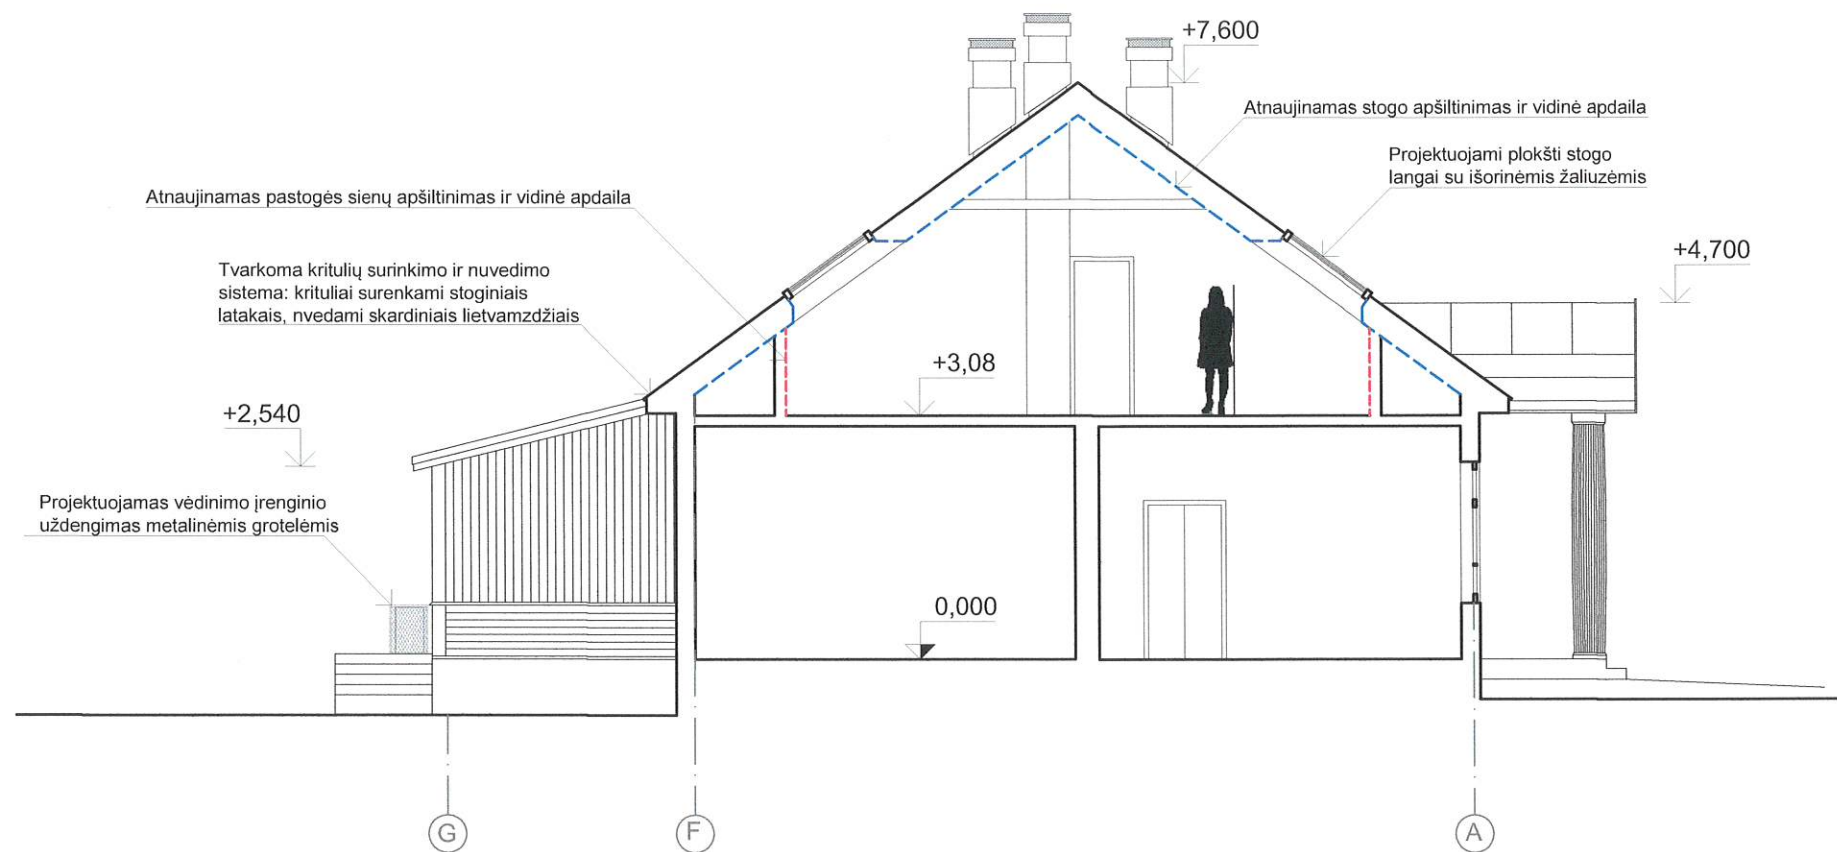 +7,600
Atnaujinamas stogo apšiltinimas ir vidinė apdaila
Projektuojami plokšti stogo
langai su išorinėmis žaliuzėmis
Atnaujinamas pastogės sienų apšiltinimas ir vidinė apdaila
+4,700
Tvarkoma kritulių surinkimo ir nuvedimo
sistema: krituliai surenkami stoginiais
latakais, nvedami skardiniais lietvamzdžiais
+3,08
+2,540
Projektuojamas vėdinimo įrenginio
uždengimas metalinėmis grotelėmis
0,000
G
F
A